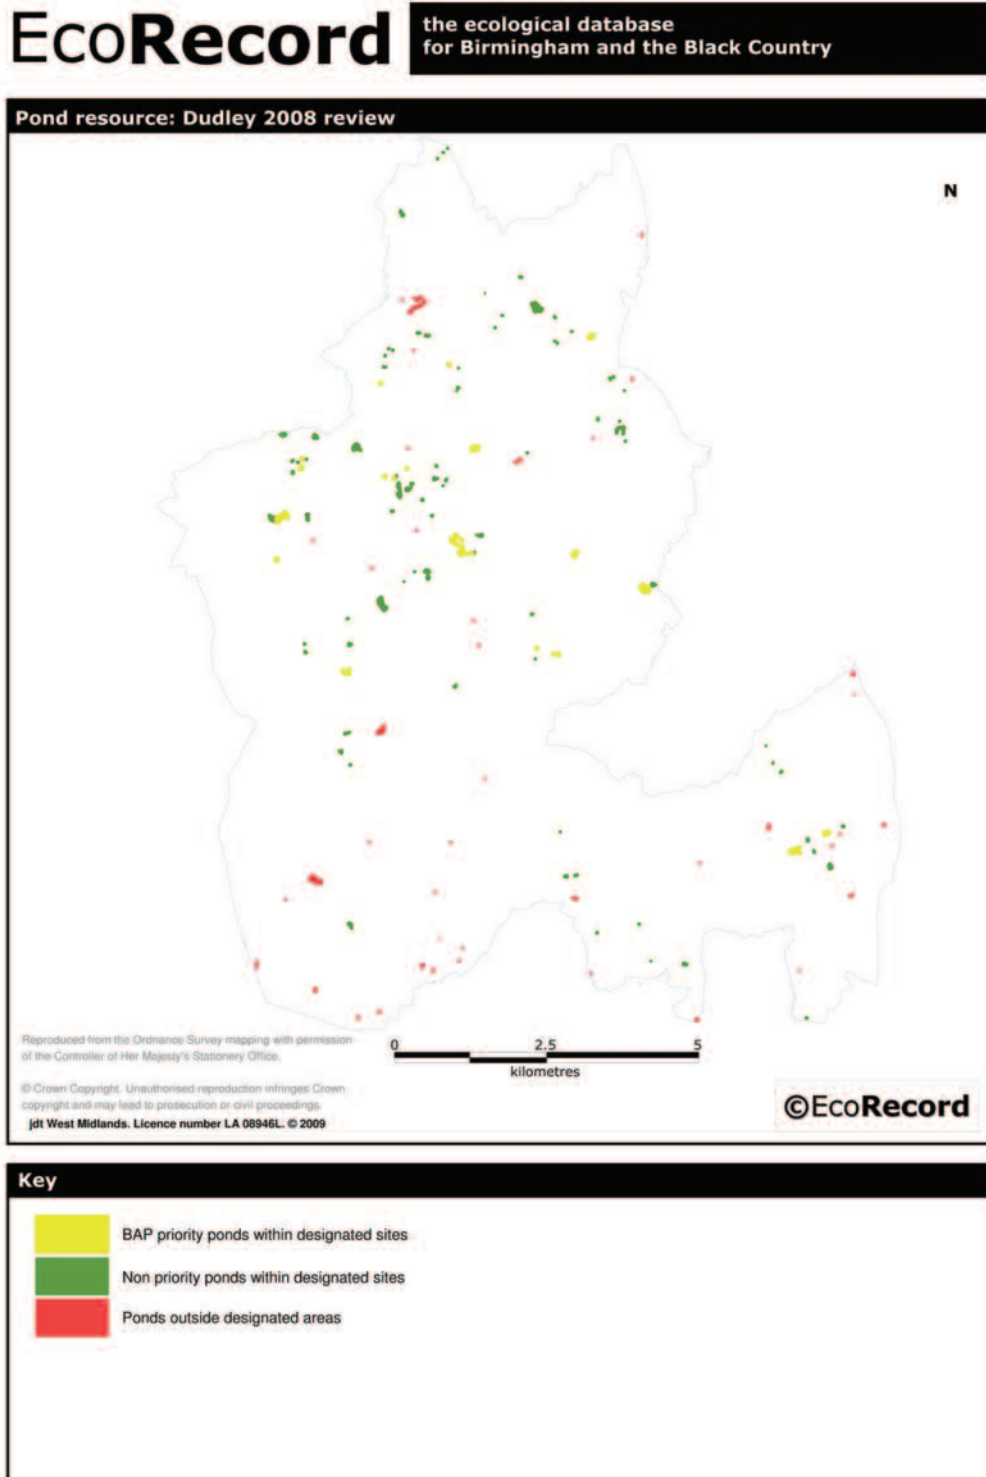 EcoRecord
the ecological database
for Birmingham and the Black Country
Pond resource: Dudley 2008 review
N
Reproduced from the Ordnance Survey mapping with permission
of the Controller of Her Majesty's Stationery Office.
© Crown Copyright. Unauthorised reproduction infringes Crown
copyright and may lead to prosecution or civil proceedings.
jdt West Midlands. Licence number LA 08946L. © 2009
0 2.5 5
kilometres
©EcoRecord
Key
BAP priority ponds within designated sites
Non priority ponds within designated sites
Ponds outside designated areas